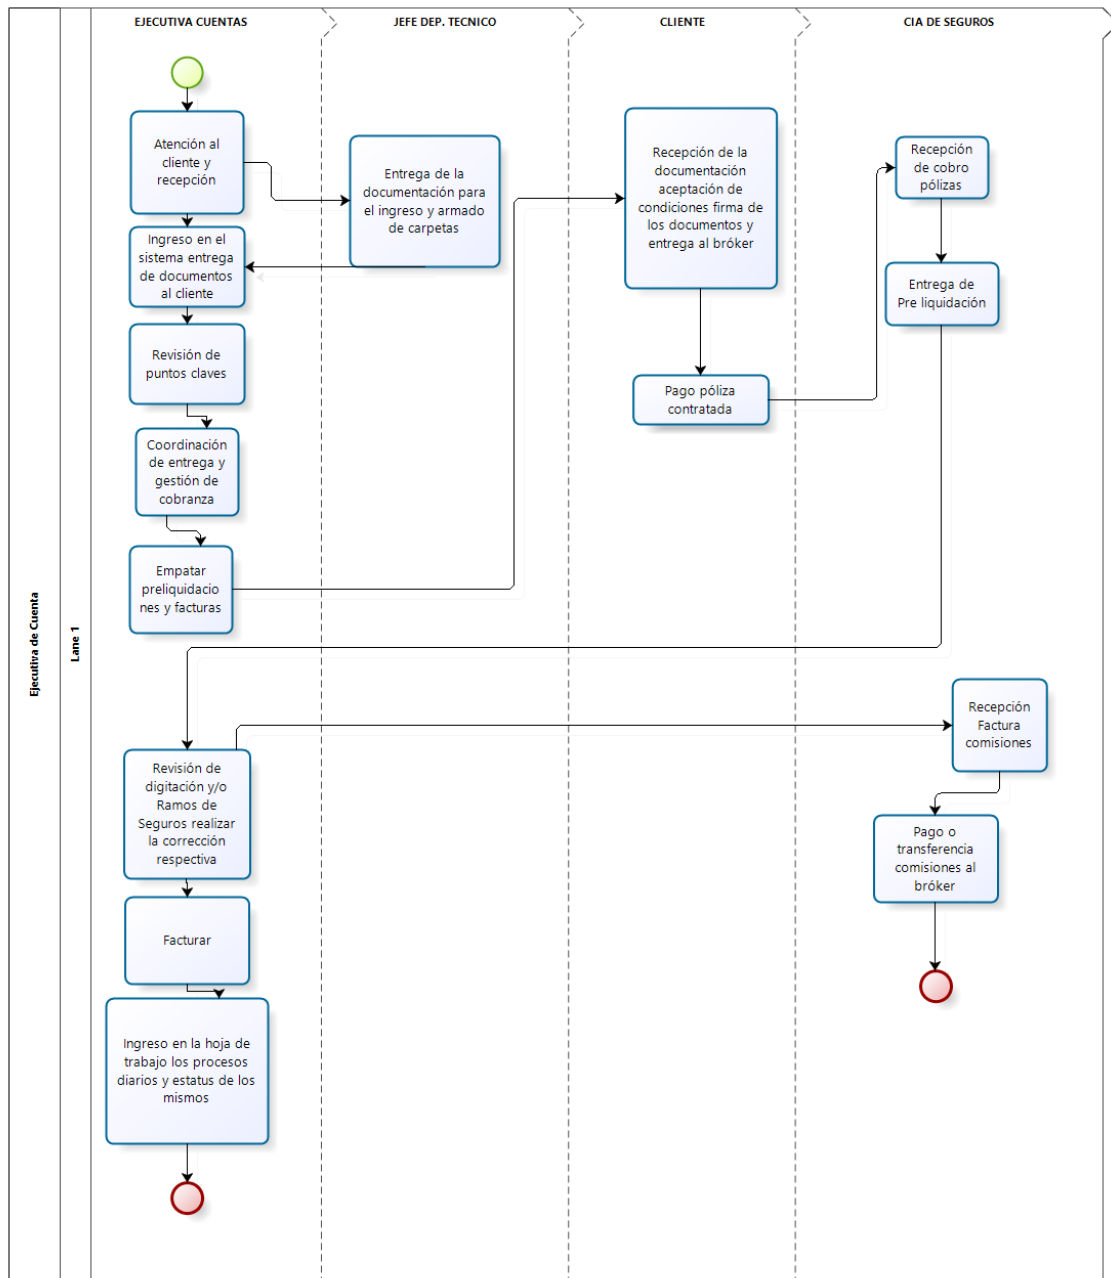 EJECUTIVA CUENTAS
JEFE DEP. TECNICO
CLIENTE
CIA DE SEGUROS
Ejecutiva de Cuenta
Lane 1
Atención al
cliente y
recepción
Entrega de la
documentación para
el ingreso y armado
de carpetas
Recepción de la
documentación
aceptación de
condiciones firma de
los documentos y
entrega al bróker
Recepción
de cobro
pólizas
Ingreso en el
sistema entrega
de documentos
al cliente
Entrega de
Pre liquidación
Revisión de
puntos claves
Pago póliza
contratada
Coordinación
de entrega y
gestión de
cobranza
Empatar
preliquidacio
nes y facturas
Recepción
Factura
comisiones
Revisión de
digitación y/o
Ramos de
Seguros realizar
la corrección
respectiva
Pago o
transferencia
comisiones al
bróker
Facturar
Ingreso en la hoja de
trabajo los procesos
diarios y estatus de los
mismos